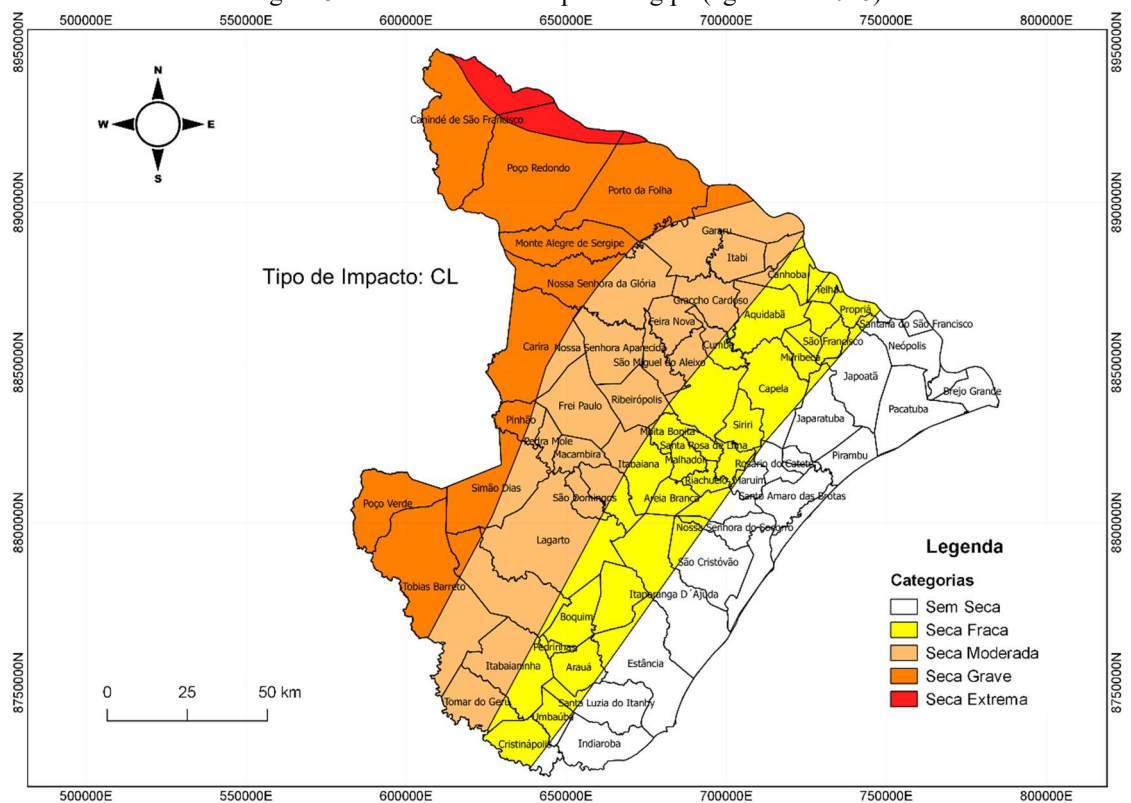 500000E 550000E 600000E 650000E 700000E 750000E 800000E
8950000N 8950000N
N
W E
S
Canindé de São Francisco
Poço Redondo
Porto da Folha
8900000N 8900000N
Gararu
Monte Alegre de Sergipe
Itabi
Tipo de Impacto: CL
Canhoba
Nossa Senhora da Glória
Telha
Graccho Cardoso
Propriá
Aquidabã
Feira Nova
Santana do São Francisco
São Francisco
Neópolis
Carira
Nossa Senhora Aparecida
Cumbe
Muribeca
São Miguel do Aleixo
8850000N 8850000N
Japoatã
Capela
Brejo Grande
Ribeirópolis
Frei Paulo
Pacatuba
Pinhão
Siriri
Japaratuba
Moita Bonita
Pedra Mole
Santa Rosa de Lima
Macambira
Pirambu
Itabaiana
Malhador
Rosário do Catete
Riachuelo
Maruim
Simão Dias
São Domingos
Areia Branca
Santo Amaro das Brotas
Poço Verde
8800000N 8800000N
Nossa Senhora do Socorro
Lagarto
São Cristóvão
Tobias Barreto
Itaporanga D´Ajuda
Boquim
Pedrinhas
Itabaianinha
Arauá
Estância
8750000N 8750000N
Tomar do Geru
Santa Luzia do Itanhy
Umbaúba
Cristinápolis
Indiaroba
0 25 50 km
Legenda
Categorias
Sem Seca
Seca Fraca
Seca Moderada
Seca Grave
Seca Extrema
500000E 550000E 600000E 650000E 700000E 750000E 800000E